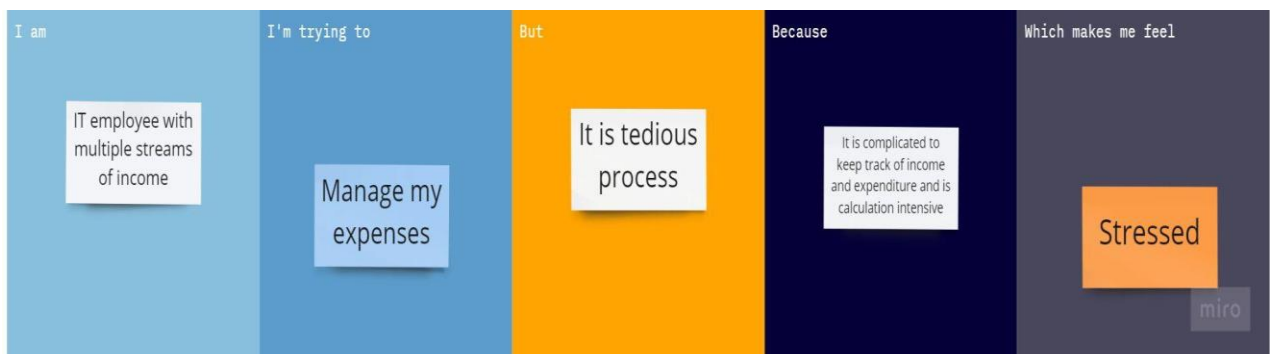 I am
IT employee with
multiple streams
of income
I'm trying to
Manage my
expenses
But
It is tedious
process
Because
It is complicated to
keep track of income
and expenditure and is
calculation intensive
Which makes me feel
Stressed
miro